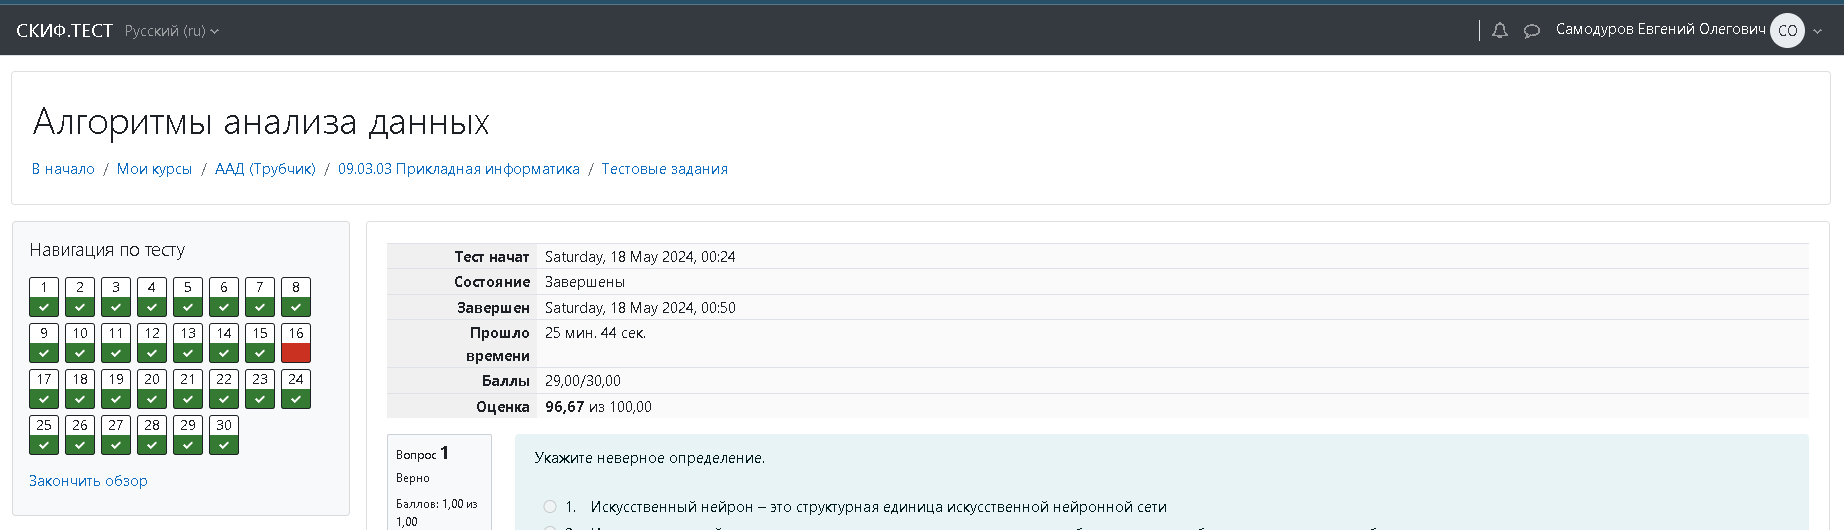 СКИФ.ТЕСТ Русский (ru) Самодуров Евгений Олегович СО
Алгоритмы анализа данных
В начало / Мои курсы / ААД (Трубчик) / 09.03.03 Прикладная информатика / Тестовые задания
Навигация по тесту
1 2 3 4 5 6 7 8
9 10 11 12 13 14 15 16
17 18 19 20 21 22 23 24
25 26 27 28 29 30
Закончить обзор
Тест начат Saturday, 18 May 2024, 00:24
Состояние Завершены
Завершен Saturday, 18 May 2024, 00:50
Прошло времени 25 мин. 44 сек.
Баллы 29,00/30,00
Оценка 96,67 из 100,00
Вопрос 1
Верно
Баллов: 1,00 из
1,00
Укажите неверное определение.
1. Искусственный нейрон – это структурная единица искусственной нейронной сети